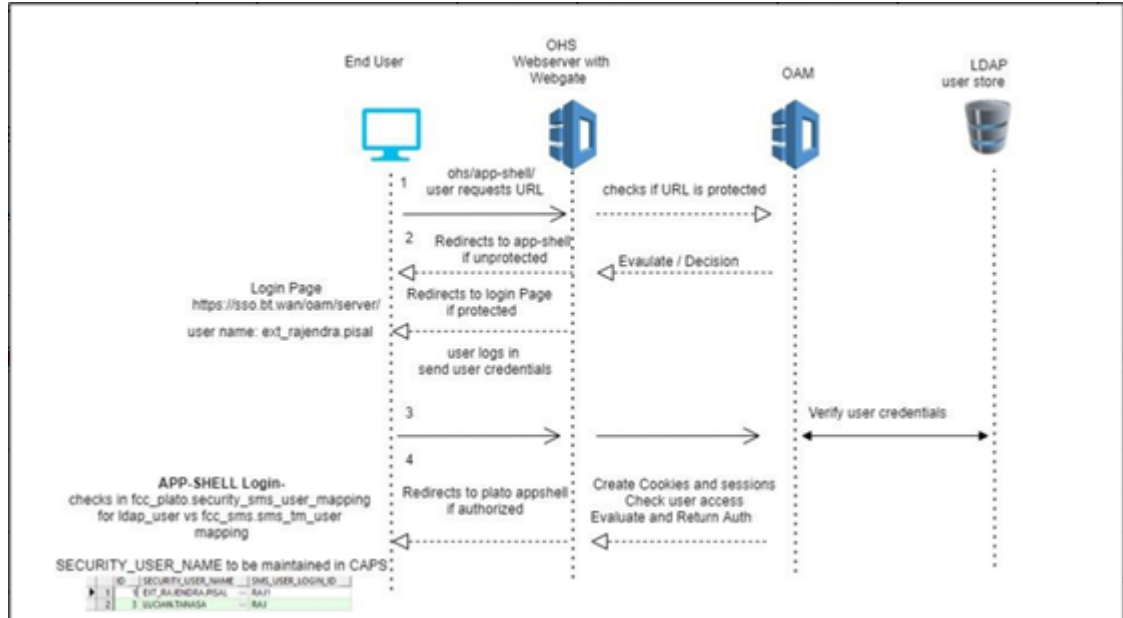 End User
OHS
Webserver with
Webgate
OAM
LDAP
user store
1
ohs/app-shell/
user requests URL
checks if URL is protected
2
Redirects to app-shell
if unprotected
Evaulate / Decision
Login Page
https://sso.bt.wan/oam/server/
user name: ext_rajendra.pisal
Redirects to login Page
if protected
user logs in
send user credentials
3
Verify user credentials
4
APP-SHELL Login-
checks in fcc_plato.security_sms_user_mapping
for ldap_user vs fcc_sms.sms_tm_user
mapping
Redirects to plato appshell
if authorized
Create Cookies and sessions
Check user access
Evaluate and Return Auth
SECURITY_USER_NAME to be maintained in CAPS
ID SECURITY_USER_NAME SMS_USER_LOGIN_ID
1 EXT_RAJENDRA.PISAL ... RAJ1
2 3 LUCIAN.TANASA ... RAJ